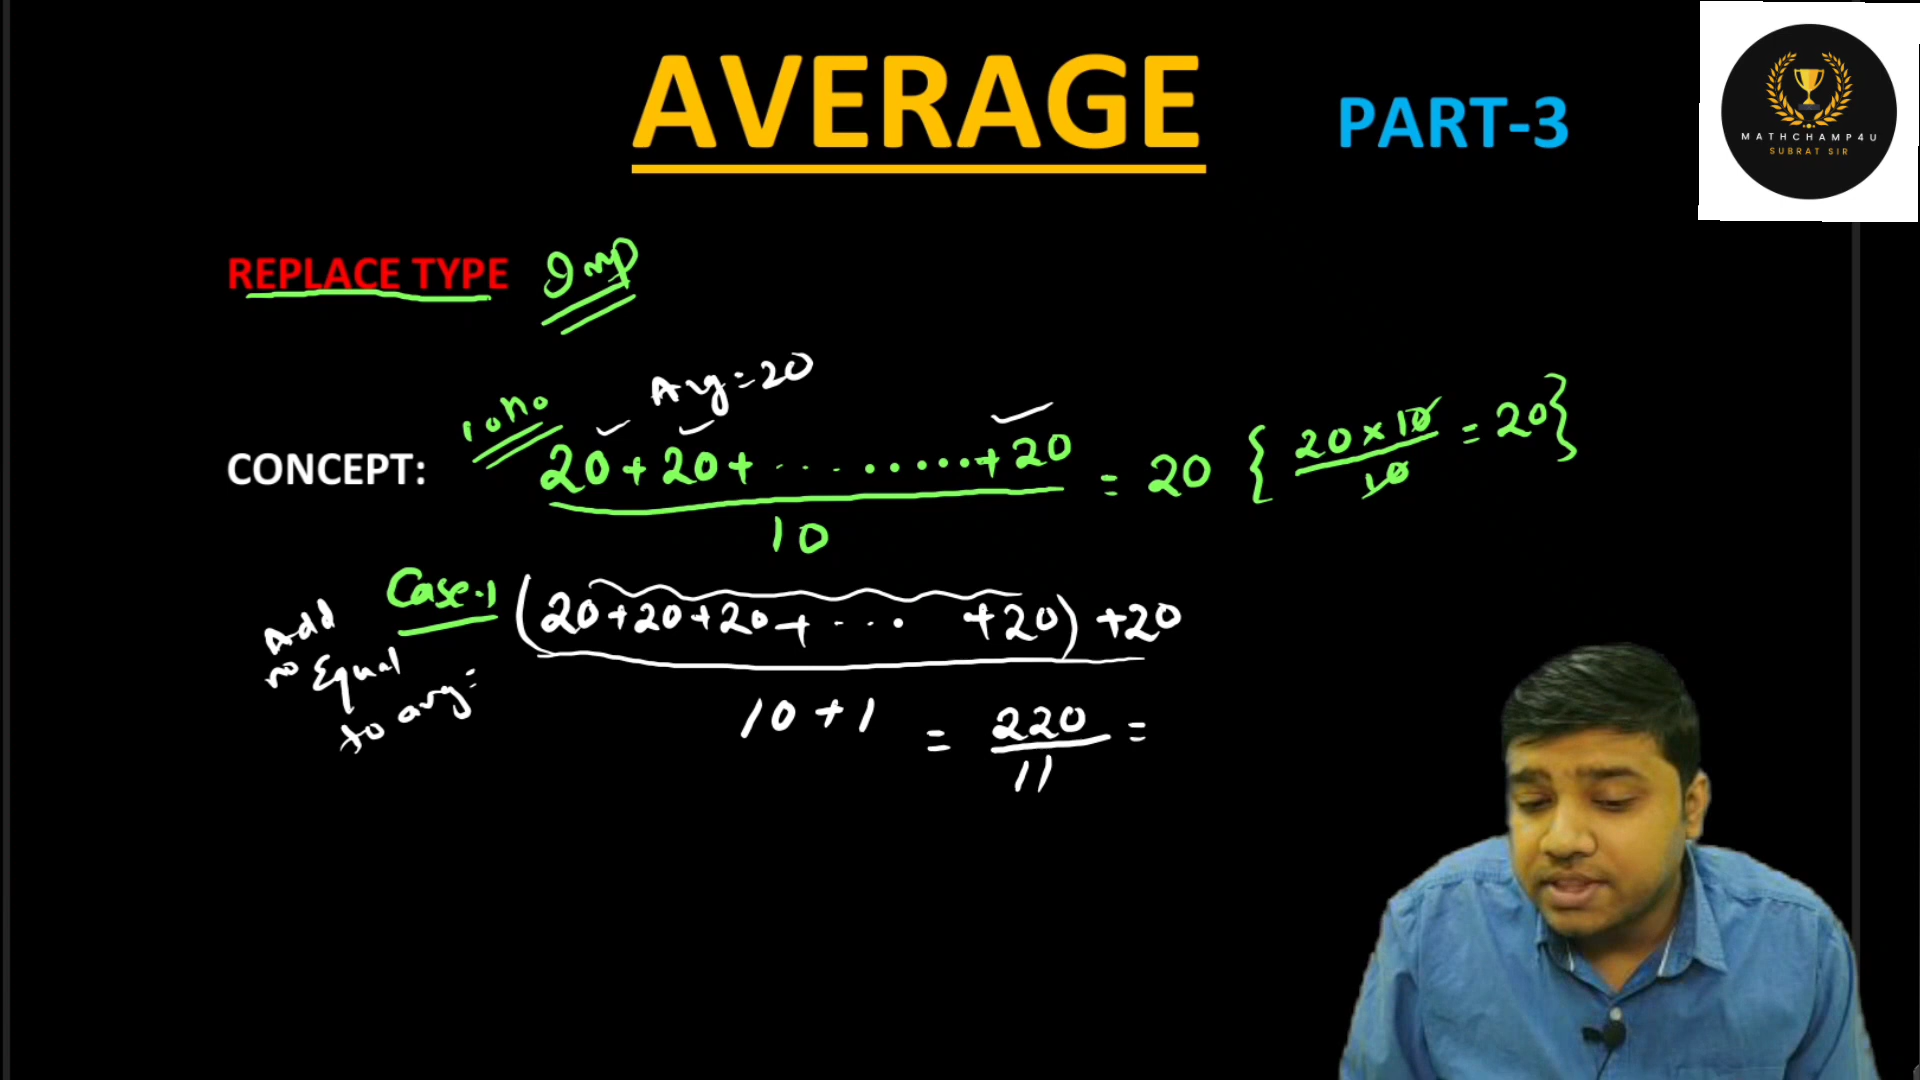 AVERAGE PART-3
MATHCHAMP4U
SUBRAT SIR
REPLACE TYPE Imp
Avg = 20
10 no
CONCEPT: 20 + 20 + ............ + 20 = 20 { 20 × 10 = 20 }
10 10
Case-1 (20 + 20 + 20 + .... + 20) + 20
Add
no Equal
to avg:
10 + 1 = 220 =
11